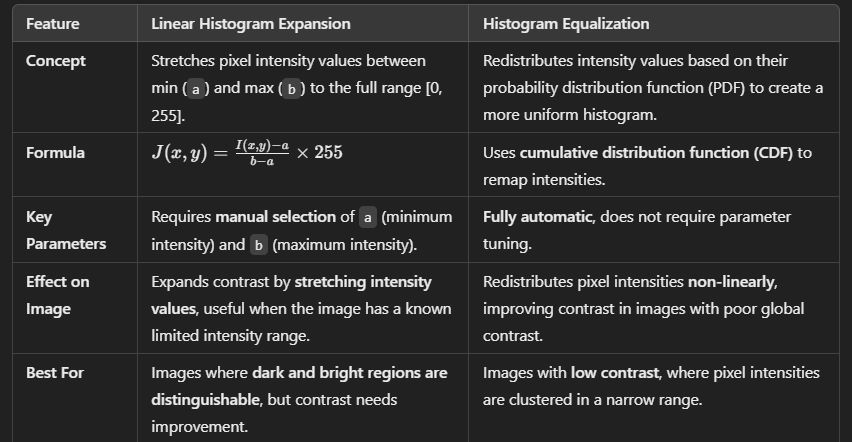 Feature Linear Histogram Expansion Histogram Equalization
Concept Stretches pixel intensity values between Redistributes intensity values based on their
min ( a ) and max ( b ) to the full range [0, probability distribution function (PDF) to create a
255]. more uniform histogram.
Formula J(x, y) = I(x,y)−a / b−a × 255 Uses cumulative distribution function (CDF) to
remap intensities.
Key Requires manual selection of a (minimum Fully automatic, does not require parameter
Parameters intensity) and b (maximum intensity). tuning.
Effect on Expands contrast by stretching intensity Redistributes pixel intensities non-linearly,
Image values, useful when the image has a known improving contrast in images with poor global
limited intensity range. contrast.
Best For Images where dark and bright regions are Images with low contrast, where pixel intensities
distinguishable, but contrast needs are clustered in a narrow range.
improvement.